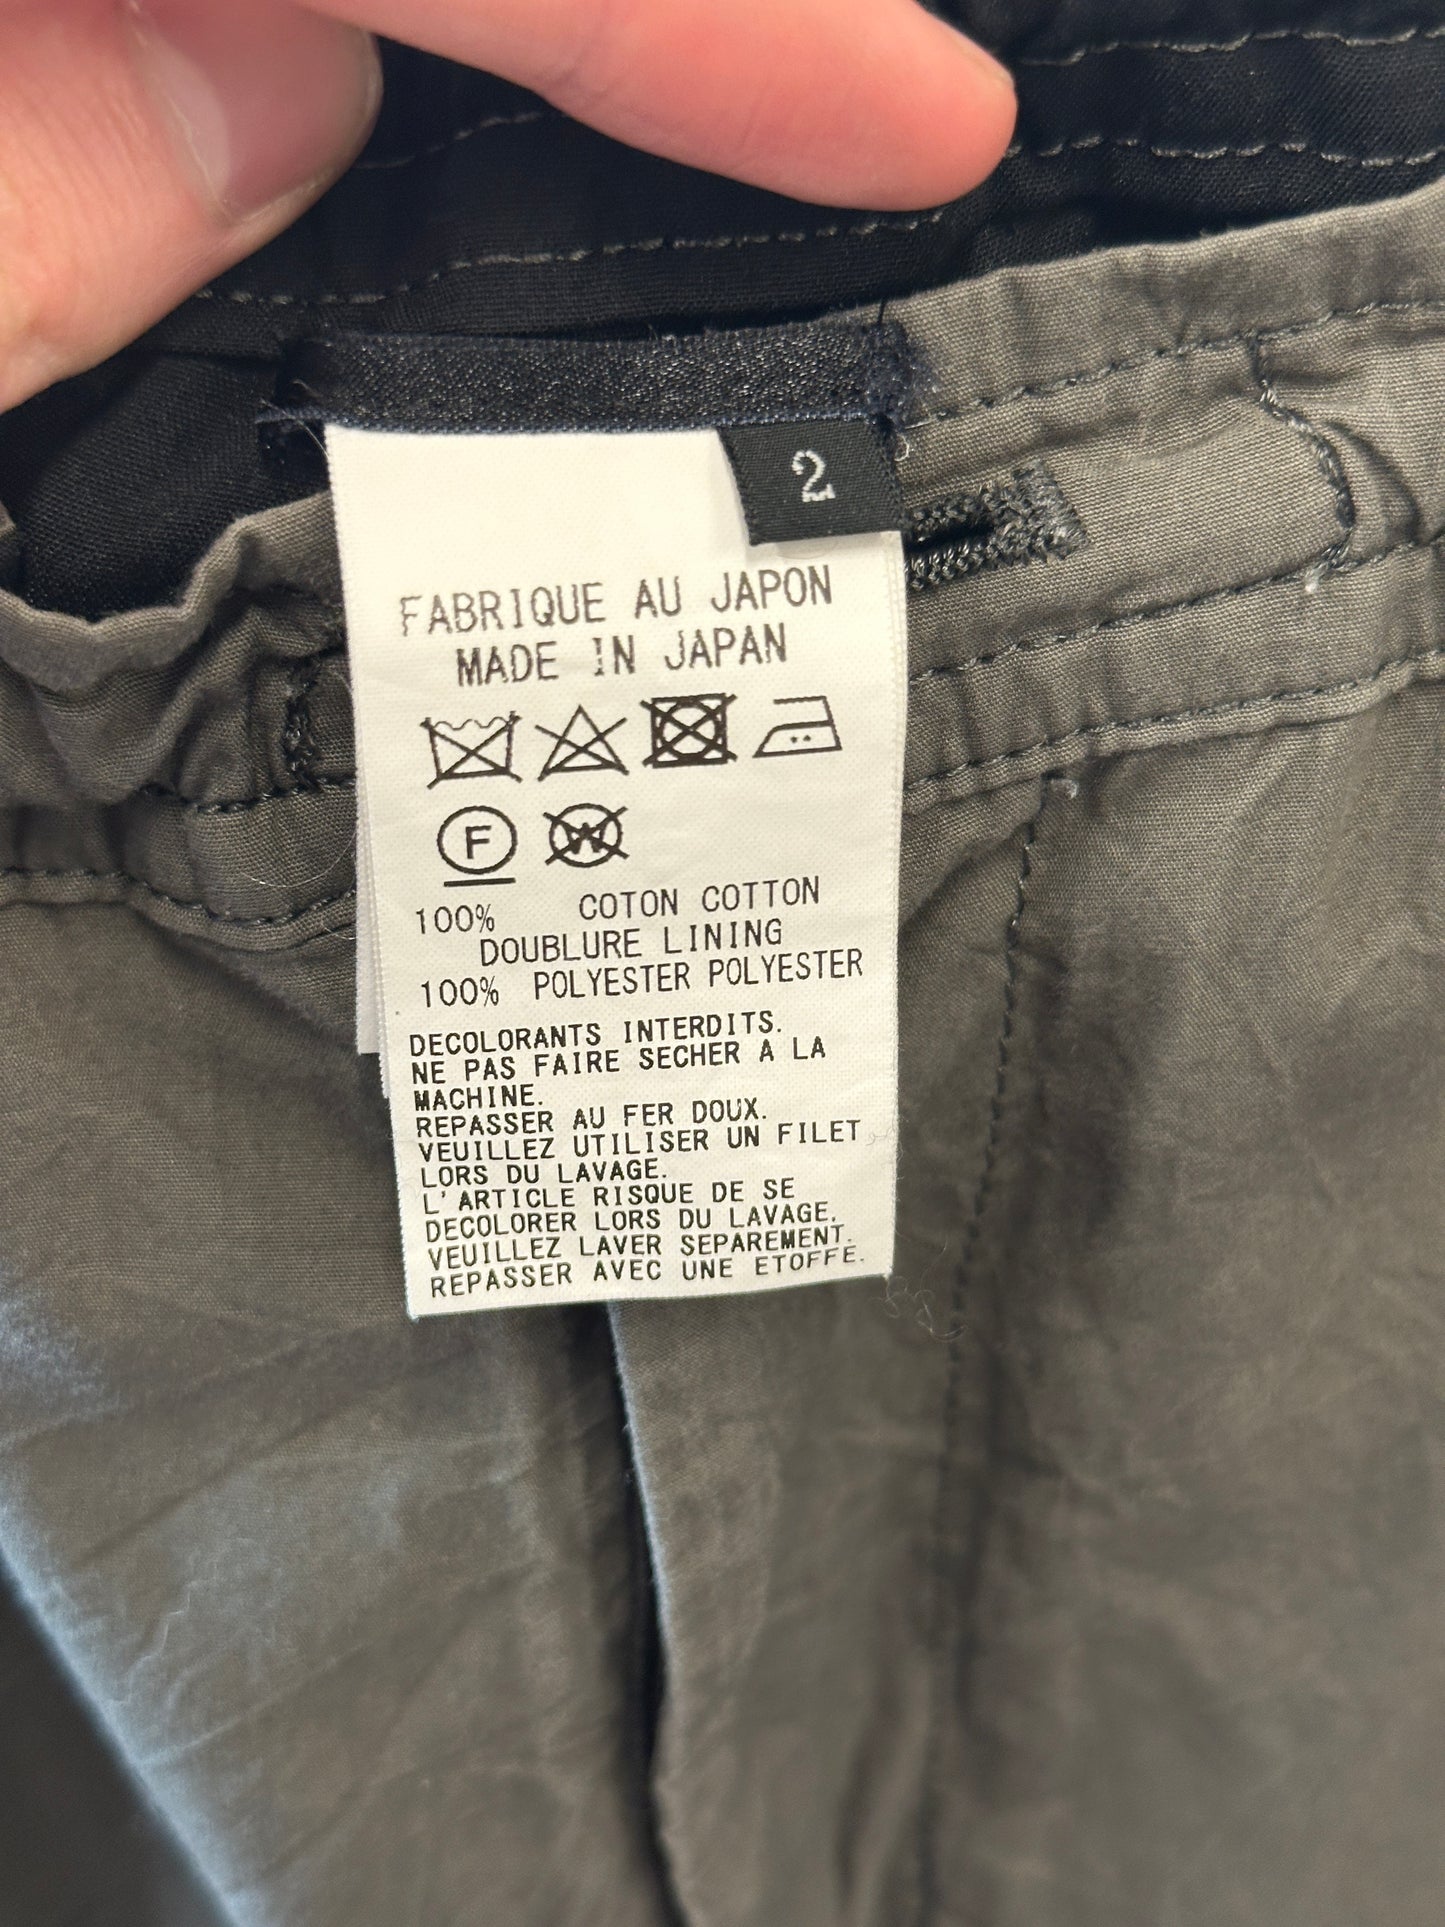 2
FABRIQUE AU JAPON
MADE IN JAPAN
F
W
100% COTON COTTON
DOUBLURE LINING
100% POLYESTER POLYESTER
DECOLORANTS INTERDITS.
NE PAS FAIRE SECHER A LA
MACHINE.
REPASSER AU FER DOUX.
VEUILLEZ UTILISER UN FILET
LORS DU LAVAGE.
L'ARTICLE RISQUE DE SE
DECOLORER LORS DU LAVAGE.
VEUILLEZ LAVER SEPAREMENT.
REPASSER AVEC UNE ETOFFE.